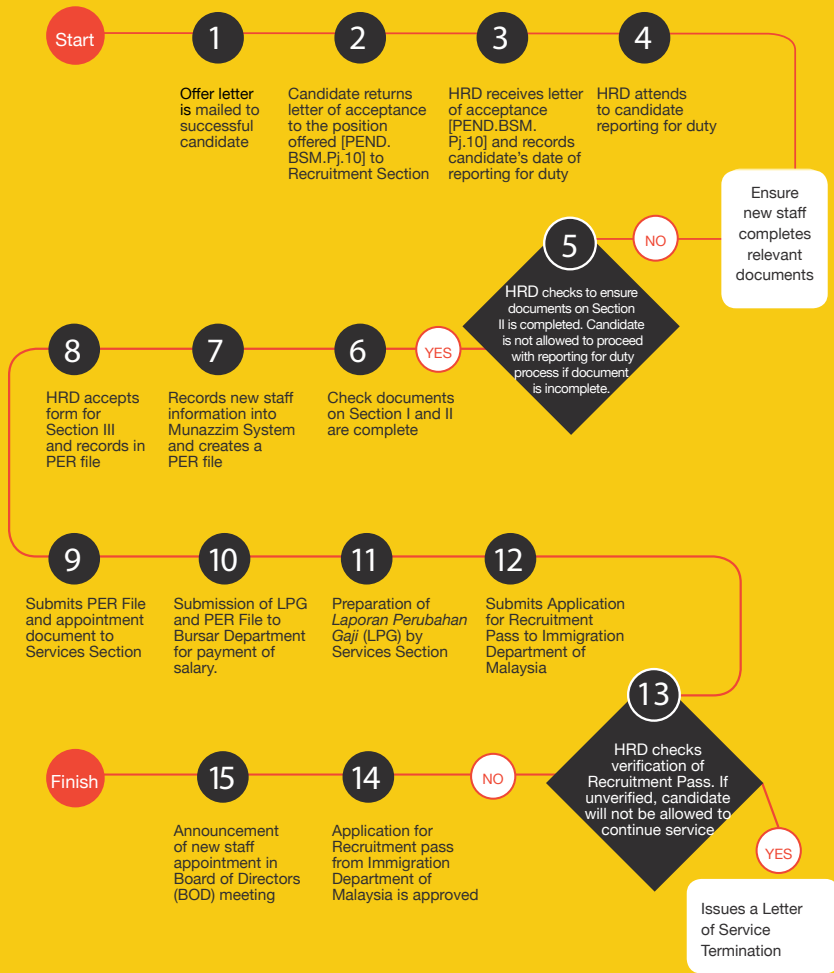 Start
1
Offer letter
is mailed to
successful
candidate
2
Candidate returns
letter of acceptance
to the position
offered [PEND.
BSM.Pj.10] to
Recruitment Section
3
HRD receives letter
of acceptance
[PEND.BSM.
Pj.10] and records
candidate's date of
reporting for duty
4
HRD attends
to candidate
reporting for duty
Ensure
new staff
completes
relevant
documents
NO
5
HRD checks to ensure
documents on Section
II is completed. Candidate
is not allowed to proceed
with reporting for duty
process if document
is incomplete.
YES
6
Check documents
on Section I and II
are complete
7
Records new staff
information into
Munazzim System
and creates a
PER file
8
HRD accepts
form for
Section III
and records in
PER file
9
Submits PER File
and appointment
document to
Services Section
10
Submission of LPG
and PER File to
Bursar Department
for payment of
salary.
11
Preparation of
Laporan Perubahan
Gaji (LPG) by
Services Section
12
Submits Application
for Recruitment
Pass to Immigration
Department of
Malaysia
13
HRD checks
verification of
Recruitment Pass. If
unverified, candidate
will not be allowed to
continue service
YES
Issues a Letter
of Service
Termination
NO
14
Application for
Recruitment pass
from Immigration
Department of
Malaysia is approved
15
Announcement
of new staff
appointment in
Board of Directors
(BOD) meeting
Finish